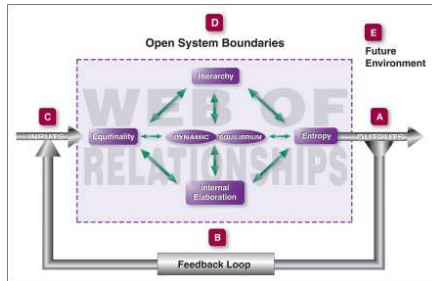 D
Open System Boundaries
E
Future
Environment
Hierarchy
WEB OF
C
A
INPUTS
Equifinality
DYNAMIC
EQUILIBRIUM
Entropy
OUTPUTS
RELATIONSHIPS
Internal
Elaboration
B
Feedback Loop